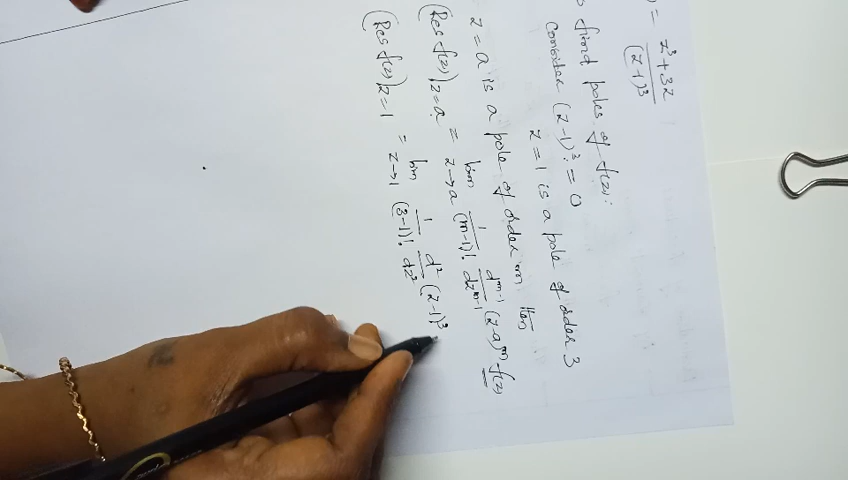 ) = z³+3z / (z-1)³
find poles of f(z):
Consider (z-1)³ = 0
z = 1 is a pole of order 3
z = a is a pole of order m then
(Res f(z))z=a = lim z→a 1/(m-1)! d^m-1/dz^m-1 (z-a)^m f(z)
(Res f(z))z=1 = lim z→1 1/(3-1)! d²/dz² (z-1)³